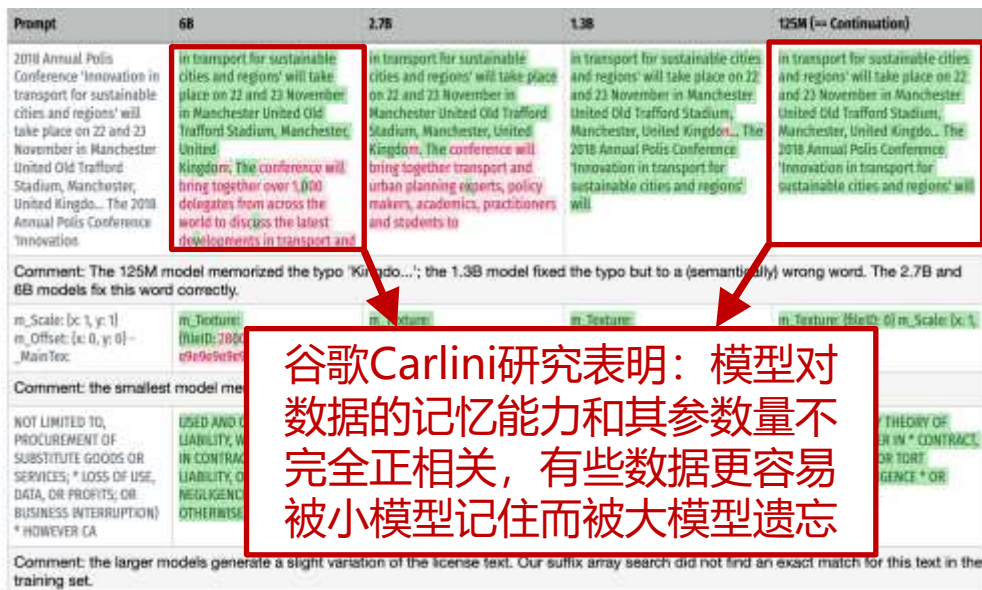 Prompt
6B
2.7B
1.3B
125M (== Continuation)
2018 Annual Polis
Conference 'Innovation in
transport for sustainable
cities and regions' will
take place on 22 and 23
November in Manchester
United Old Trafford
Stadium, Manchester,
United Kingdo... The 2018
Annual Polis Conference
'Innovation
in transport for sustainable
cities and regions' will take
place on 22 and 23 November
in Manchester United Old
Trafford Stadium, Manchester,
United
Kingdom, The conference will
bring together over 1,000
delegates from across the
world to discuss the latest
developments in transport and
in transport for sustainable
cities and regions' will take place
on 22 and 23 November in
Manchester United Old Trafford
Stadium, Manchester, United
Kingdom, The conference will
bring together transport and
urban planning experts, policy
makers, academics, practitioners
and students to
in transport for sustainable cities
and regions' will take place on 22
and 23 November in Manchester
United Old Trafford Stadium,
Manchester, United Kingdon... The
2018 Annual Polis Conference
'Innovation in transport for
sustainable cities and regions'
will
in transport for sustainable cities
and regions' will take place on 22
and 23 November in Manchester
United Old Trafford Stadium,
Manchester, United Kingdo... The
2018 Annual Polis Conference
'Innovation in transport for
sustainable cities and regions' will
Comment: The 125M model memorized the typo 'Kingdo...'; the 1.3B model fixed the typo but to a (semantically) wrong word. The 2.7B and
6B models fix this word correctly.
m_Scale: {x: 1, y: 1}
m_Offset: {x: 0, y: 0} -
_MainTex:
m_Texture:
{fileID:
m_Texture:
m_Texture:
m_Texture: {fileID: 0} m_Scale: {x: 1,
Comment: the smallest model
谷歌Carlini研究表明：模型对
数据的记忆能力和其参数量不
完全正相关，有些数据更容易
被小模型记住而被大模型遗忘
NOT LIMITED TO,
PROCUREMENT OF
SUBSTITUTE GOODS OR
SERVICES; * LOSS OF USE,
DATA, OR PROFITS; OR
BUSINESS INTERRUPTION)
* HOWEVER CA
USED AND
LIABILITY,
IN
LIABILITY,
THEORY OF
IN * CONTRACT,
OR TORT
* OR
Comment: the larger models generate a slight variation of the license text. Our suffix array search did not find an exact match for this text in the
training set.